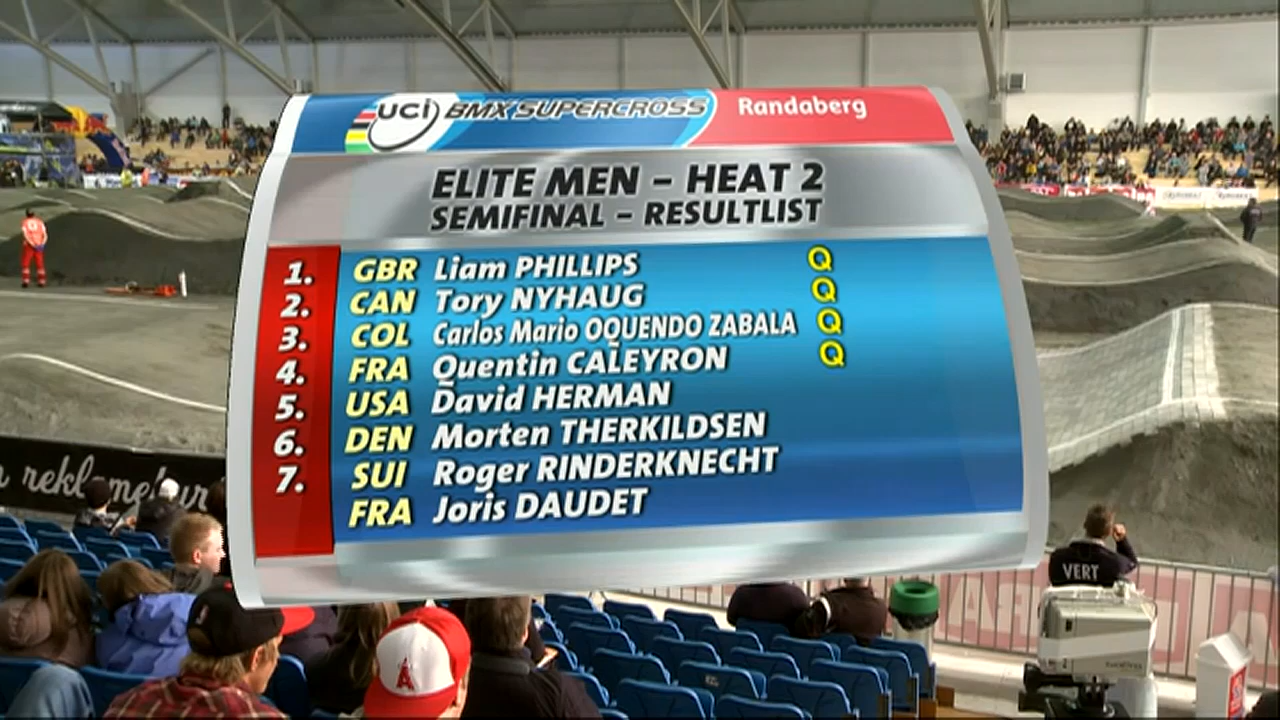 UCI BMX SUPERCROSS Randaberg
ELITE MEN – HEAT 2
SEMIFINAL – RESULTLIST
1. GBR Liam PHILLIPS Q
2. CAN Tory NYHAUG Q
3. COL Carlos Mario OQUENDO ZABALA Q
4. FRA Quentin CALEYRON Q
5. USA David HERMAN
6. DEN Morten THERKILDSEN
7. SUI Roger RINDERKNECHT
FRA Joris DAUDET
VERT
A